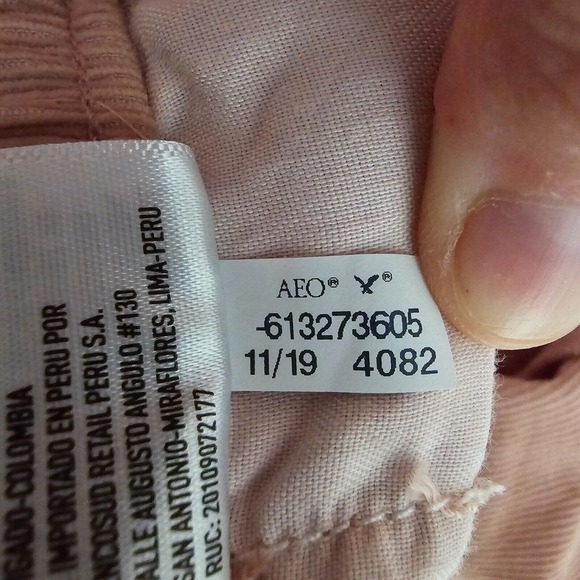 GADO-COLOMBIA
IMPORTADO EN PERU POR
ENCOSUD RETAIL PERU S.A.
ALLE AUGUSTO ANGULO #130
SAN ANTONIO-MIRAFLORES, LIMA-PERU
RUC: 20109072177
AEO® ®
-613273605
11/19 4082